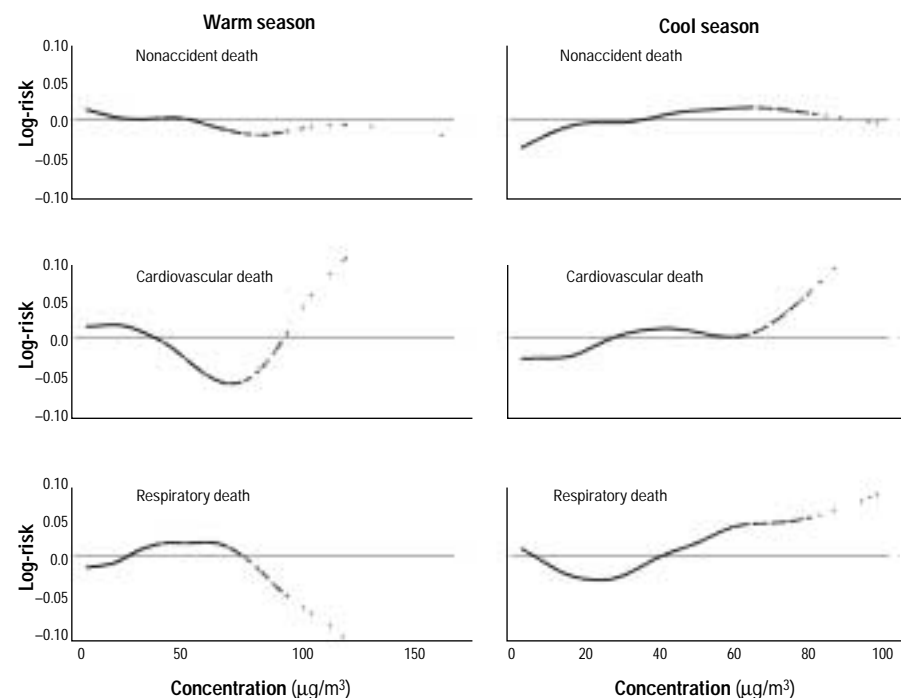 Warm season
Cool season
Nonaccident death
Nonaccident death
Log-risk
0.10
0.05
0.0
–0.05
–0.10
Cardiovascular death
Cardiovascular death
Log-risk
0.10
0.05
0.0
–0.05
–0.10
Respiratory death
Respiratory death
Log-risk
0.10
0.05
0.0
–0.05
–0.10
0 50 100 150
0 20 40 60 80 100
Concentration (µg/m³)
Concentration (µg/m³)